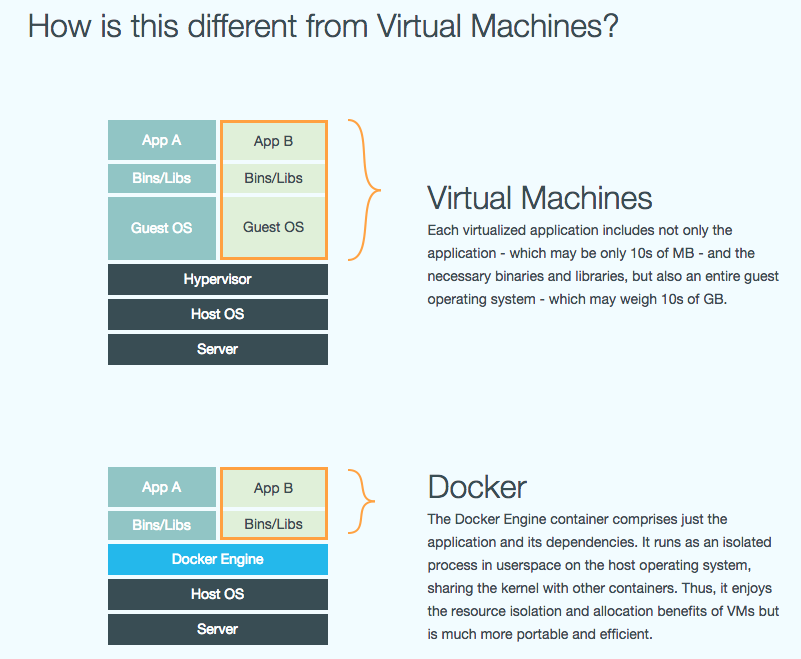 How is this different from Virtual Machines?
App A
App B
Bins/Libs
Bins/Libs
Guest OS
Guest OS
Hypervisor
Host OS
Server
Virtual Machines
Each virtualized application includes not only the
application - which may be only 10s of MB - and the
necessary binaries and libraries, but also an entire guest
operating system - which may weigh 10s of GB.
App A
App B
Bins/Libs
Bins/Libs
Docker Engine
Host OS
Server
Docker
The Docker Engine container comprises just the
application and its dependencies. It runs as an isolated
process in userspace on the host operating system,
sharing the kernel with other containers. Thus, it enjoys
the resource isolation and allocation benefits of VMs but
is much more portable and efficient.